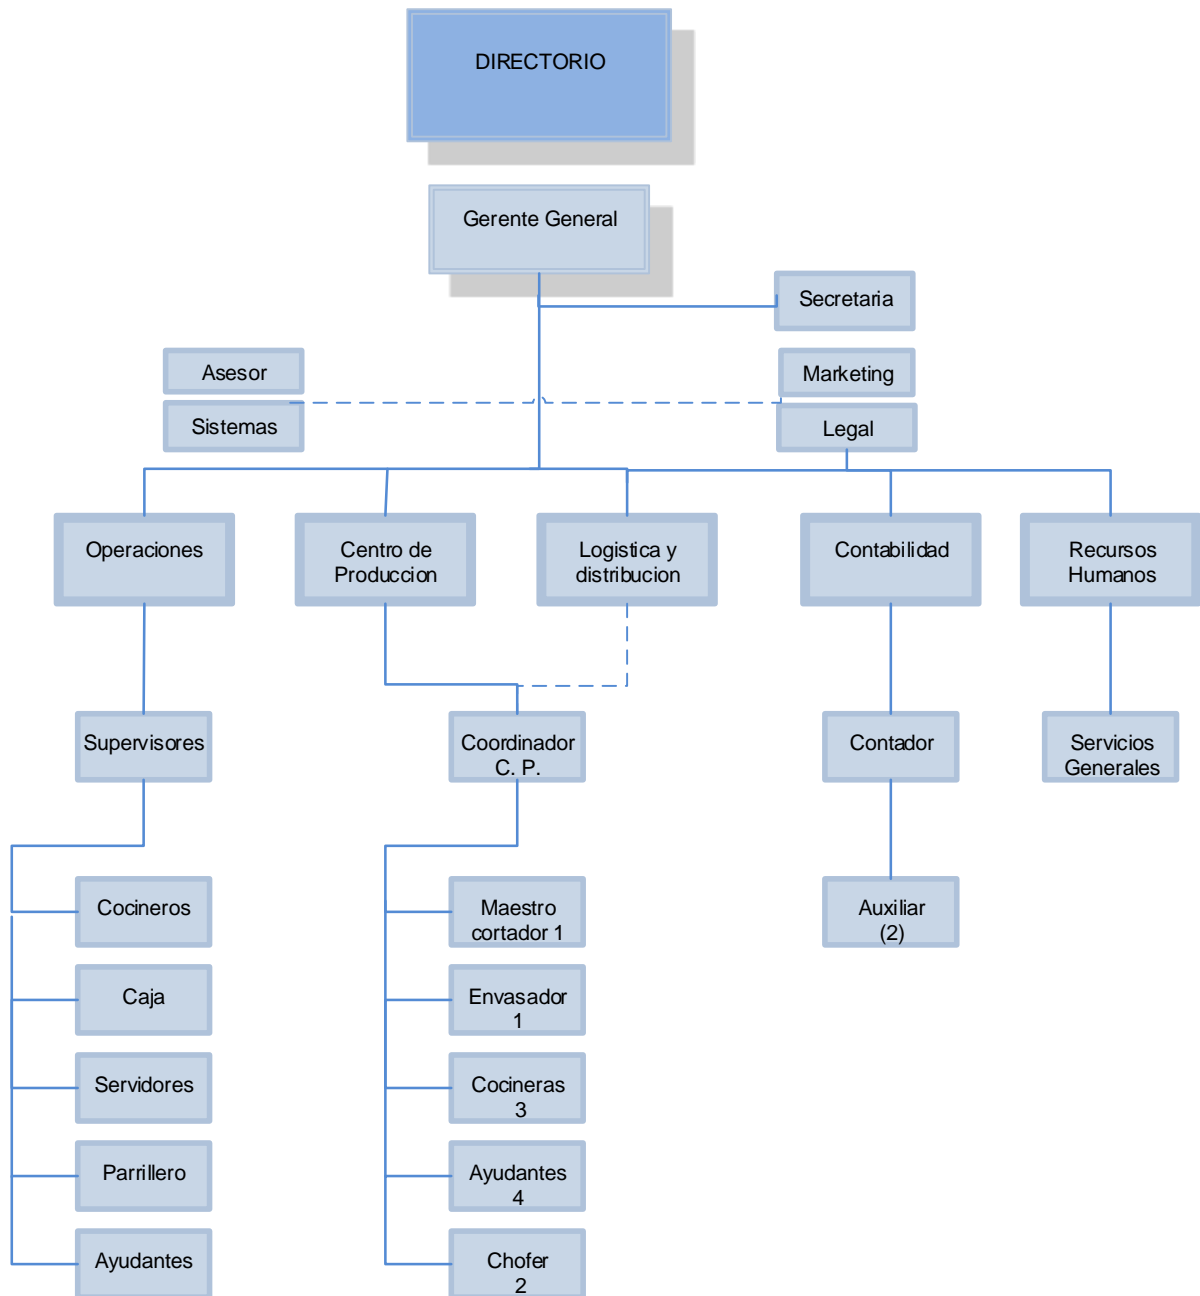 DIRECTORIO
Gerente General
Secretaria
Asesor
Marketing
Sistemas
Legal
Operaciones
Centro de
Produccion
Logistica y
distribucion
Contabilidad
Recursos
Humanos
Supervisores
Coordinador
C. P.
Contador
Servicios
Generales
Cocineros
Maestro
cortador 1
Auxiliar
(2)
Caja
Envasador
1
Servidores
Cocineras
3
Parrillero
Ayudantes
4
Ayudantes
Chofer
2